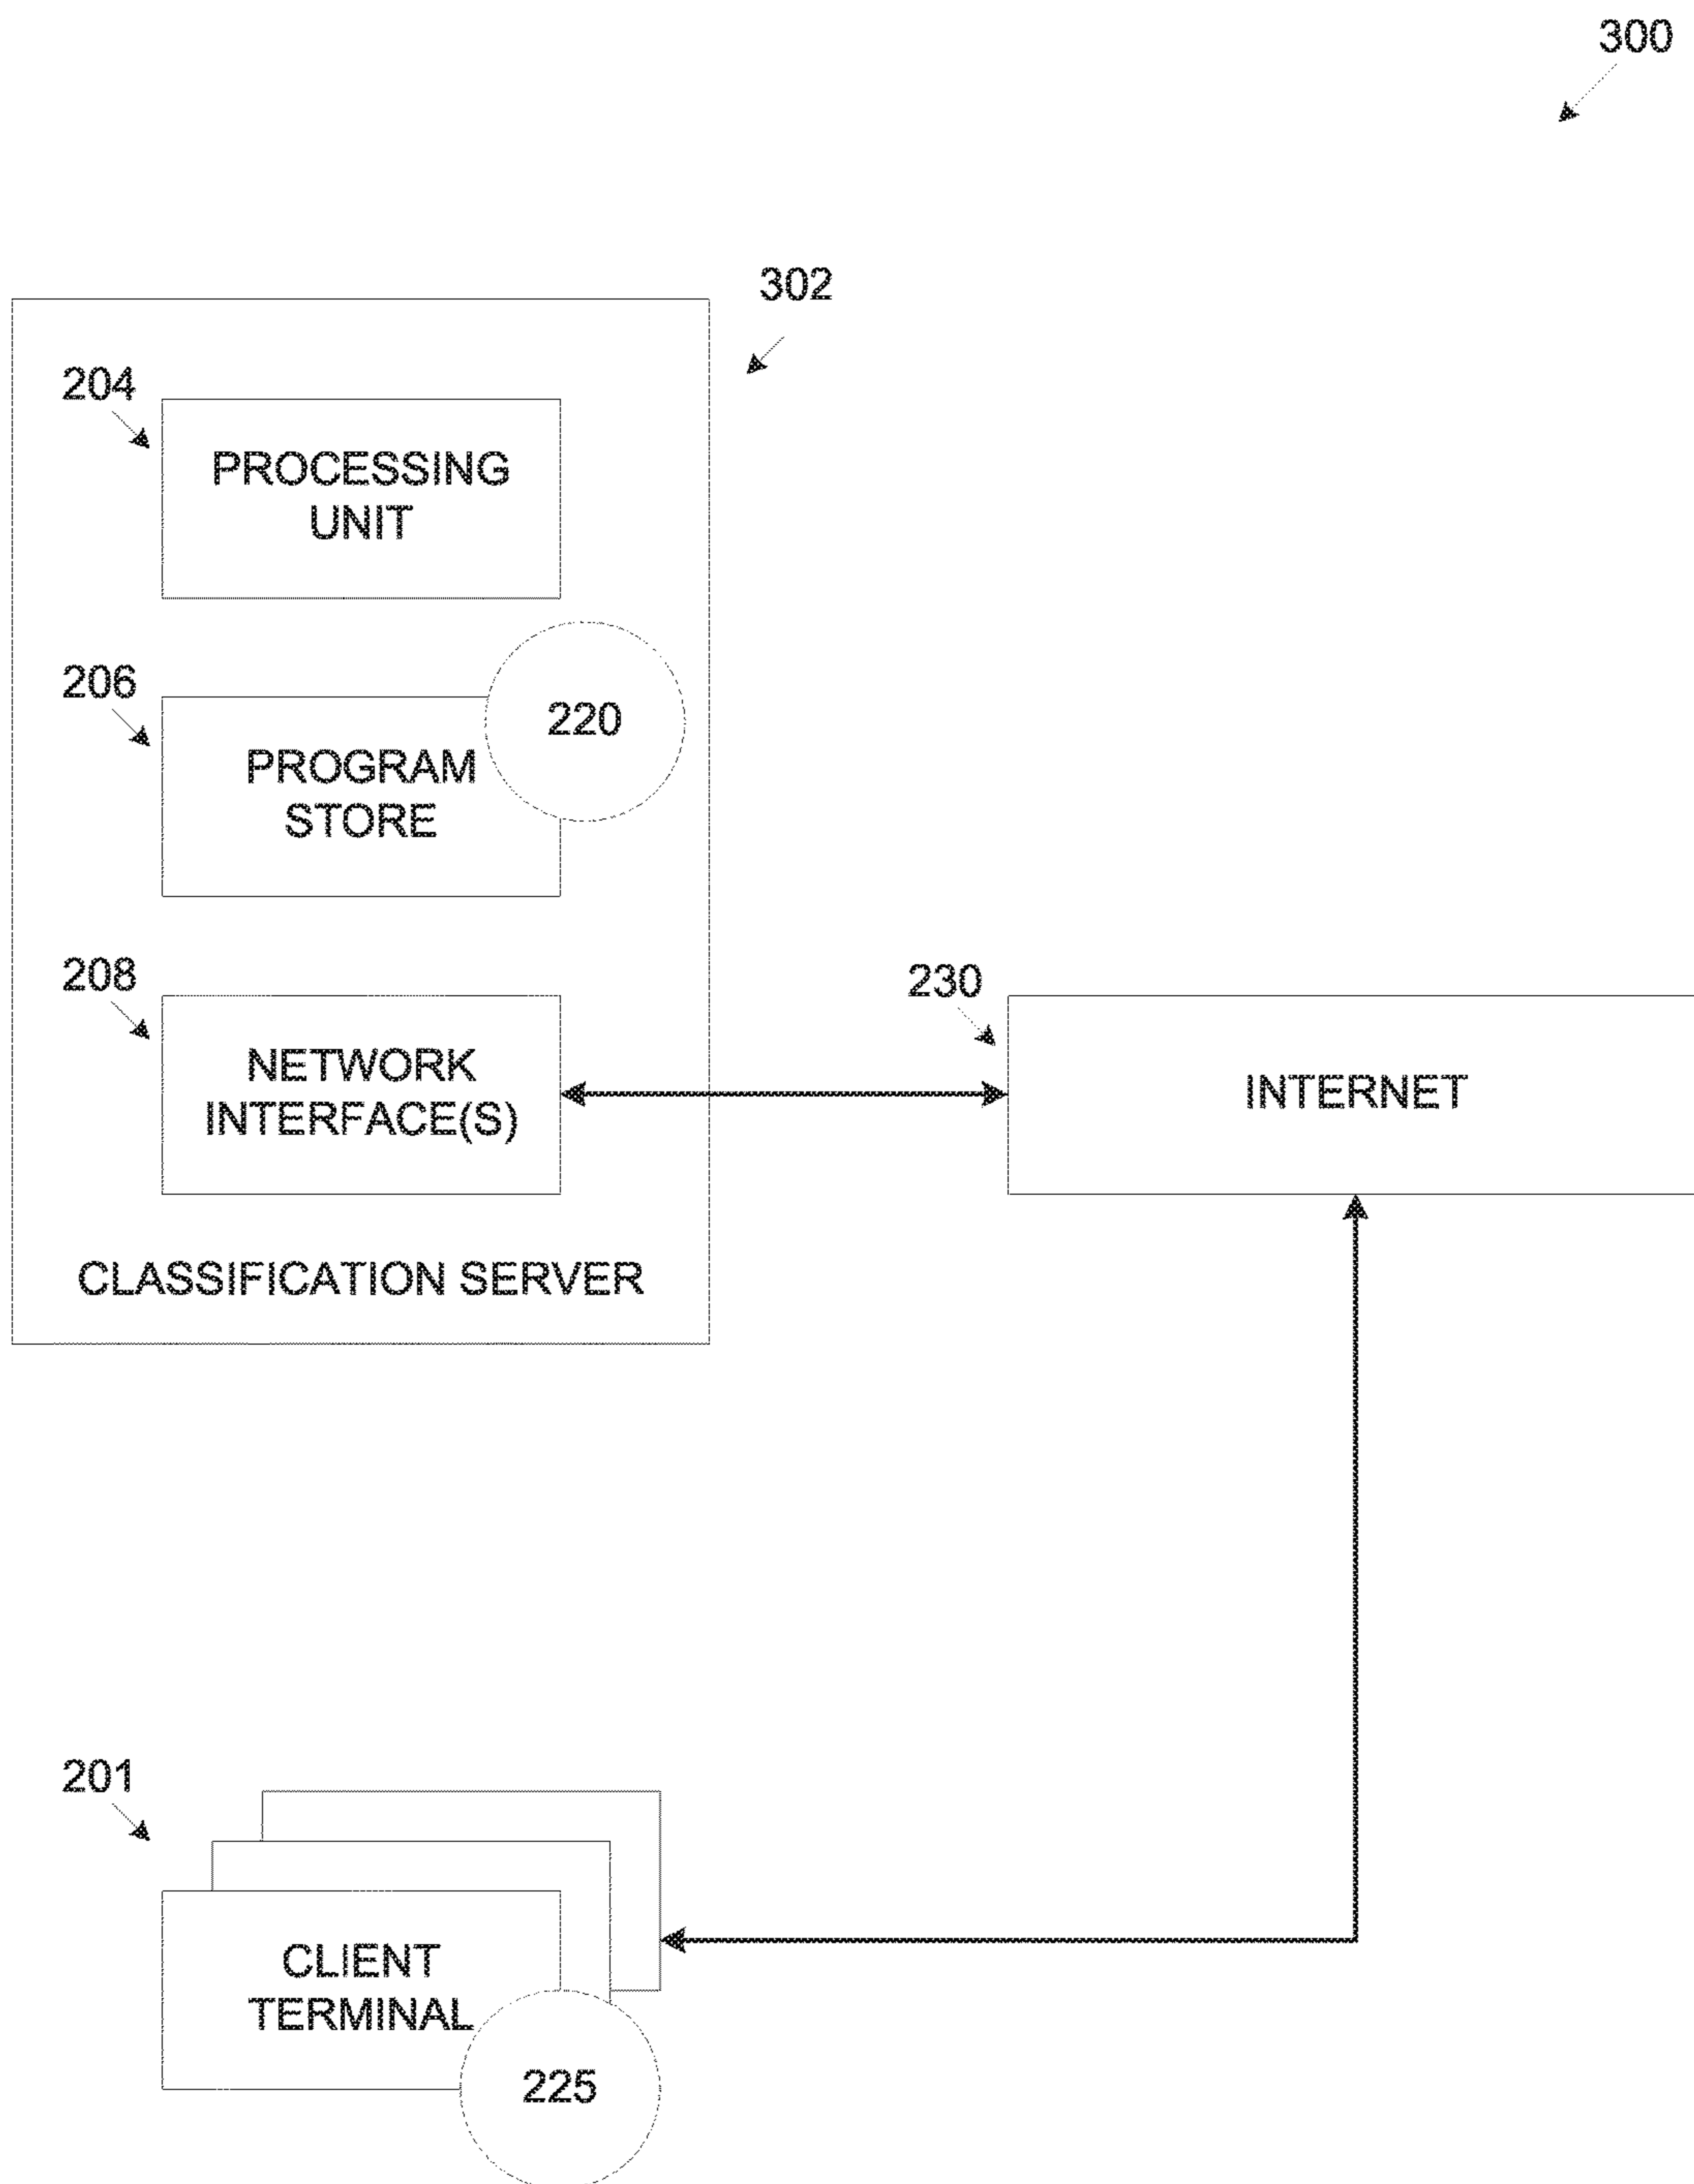 300
302
204
PROCESSING
UNIT
206
220
PROGRAM
STORE
208
NETWORK
INTERFACE(S)
230
INTERNET
CLASSIFICATION SERVER
201
CLIENT
TERMINAL
225